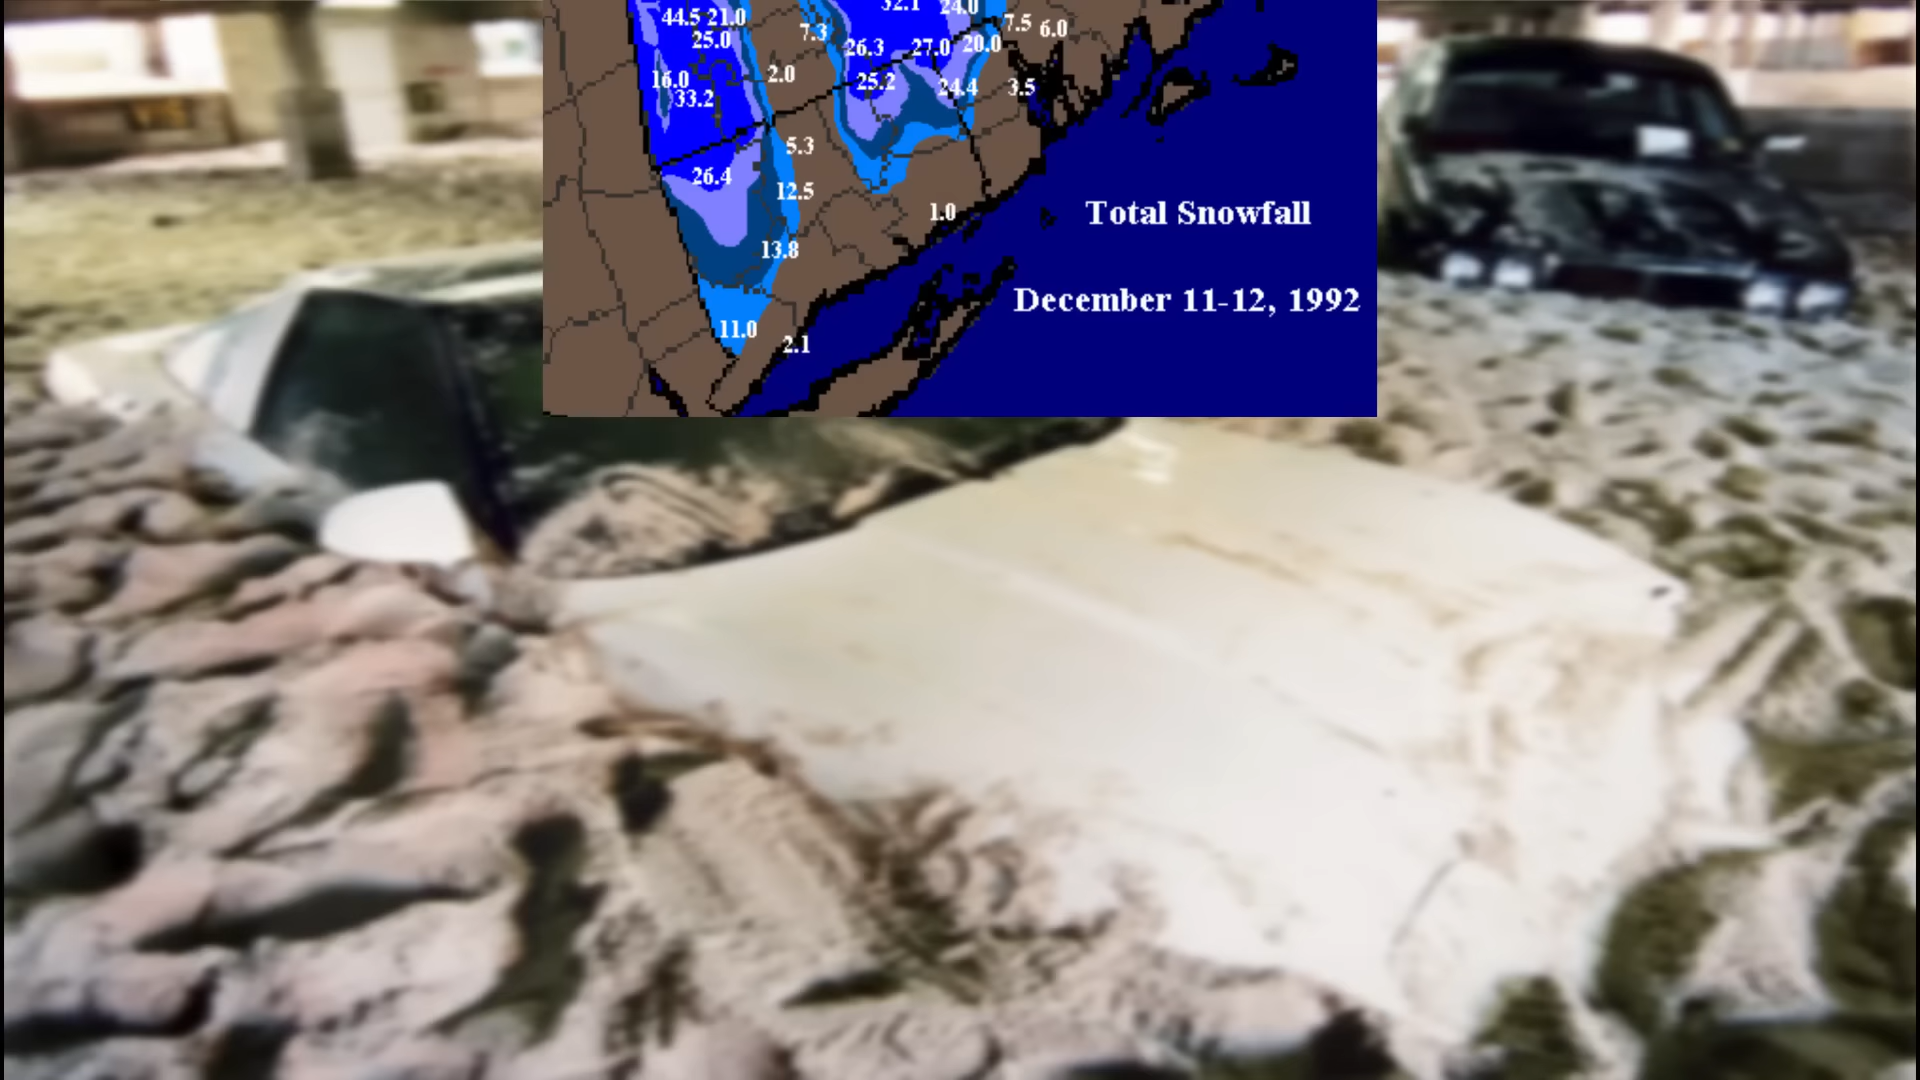 32.1 24.0
44.5 21.0 7.5 6.0
7.3
25.0 26.3 27.0 20.0
16.0 2.0 25.2 24.4 3.5
33.2
5.3
26.4 12.5
1.0 Total Snowfall
13.8
December 11-12, 1992
11.0
2.1